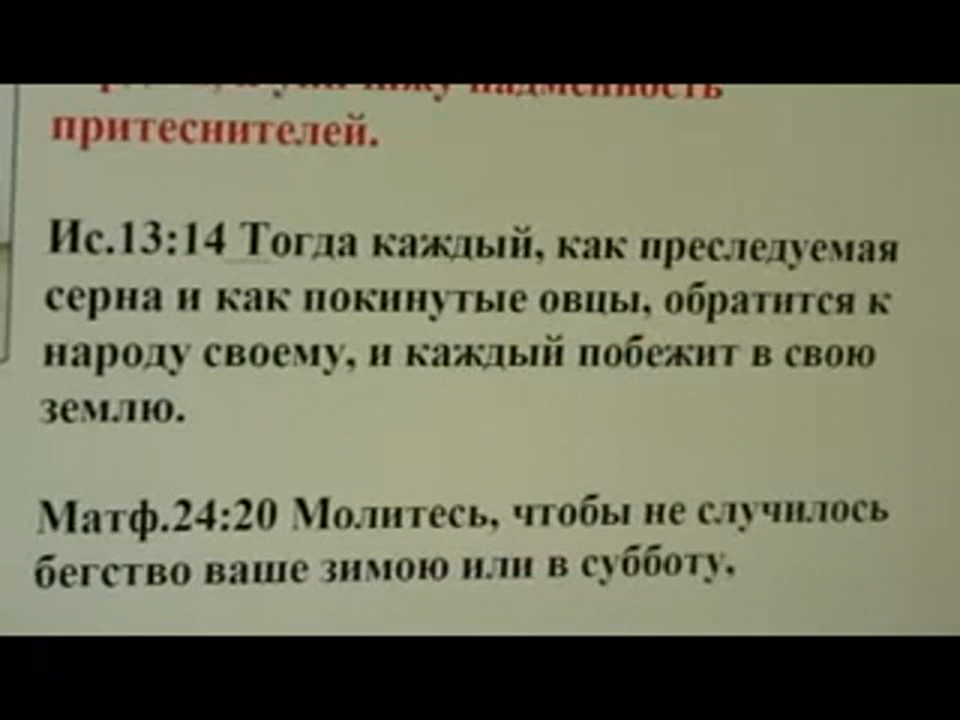 надменность
притеснителей.
Ис.13:14 Тогда каждый, как преследуемая
серна и как покинутые овцы, обратится к
народу своему, и каждый побежит в свою
землю.
Матф.24:20 Молитесь, чтобы не случилось
бегство ваше зимою или в субботу,